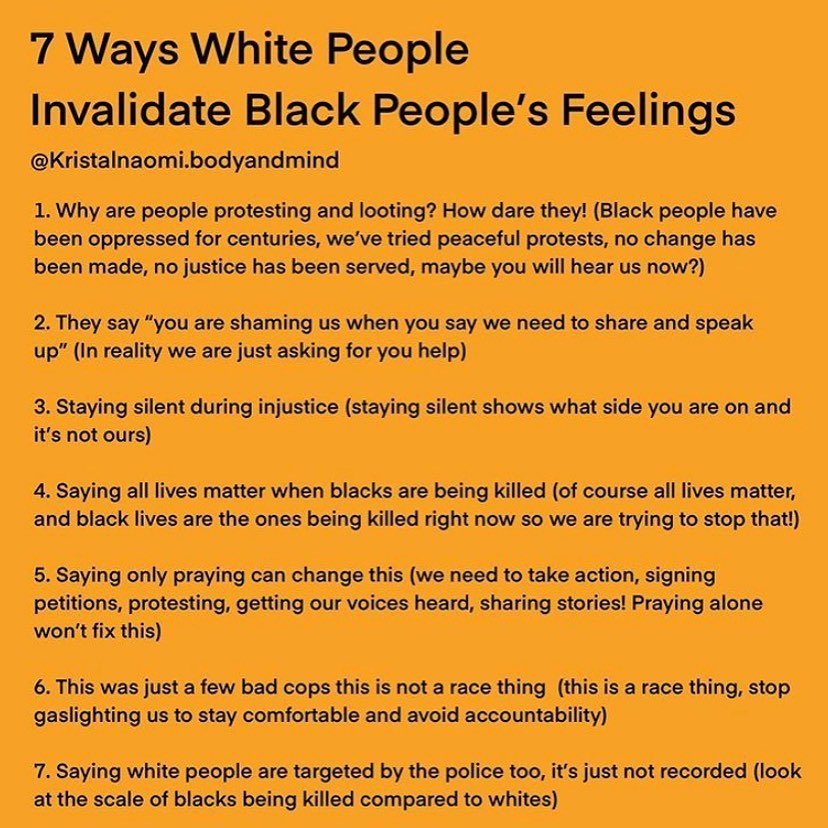 7 Ways White People
Invalidate Black People’s Feelings
@Kristalnaomi.bodyandmind
1. Why are people protesting and looting? How dare they! (Black people have
been oppressed for centuries, we’ve tried peaceful protests, no change has
been made, no justice has been served, maybe you will hear us now?)
2. They say “you are shaming us when you say we need to share and speak
up” (In reality we are just asking for you help)
3. Staying silent during injustice (staying silent shows what side you are on and
it’s not ours)
4. Saying all lives matter when blacks are being killed (of course all lives matter,
and black lives are the ones being killed right now so we are trying to stop that!)
5. Saying only praying can change this (we need to take action, signing
petitions, protesting, getting our voices heard, sharing stories! Praying alone
won’t fix this)
6. This was just a few bad cops this is not a race thing  (this is a race thing, stop
gaslighting us to stay comfortable and avoid accountability)
7. Saying white people are targeted by the police too, it’s just not recorded (look
at the scale of blacks being killed compared to whites)